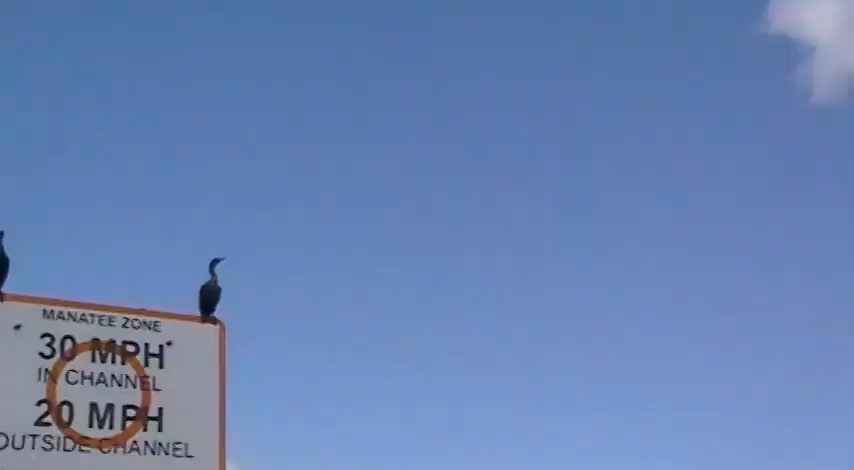 MANATEE ZONE
30 MPH
IN CHANNEL
20 MPH
OUTSIDE CHANNEL